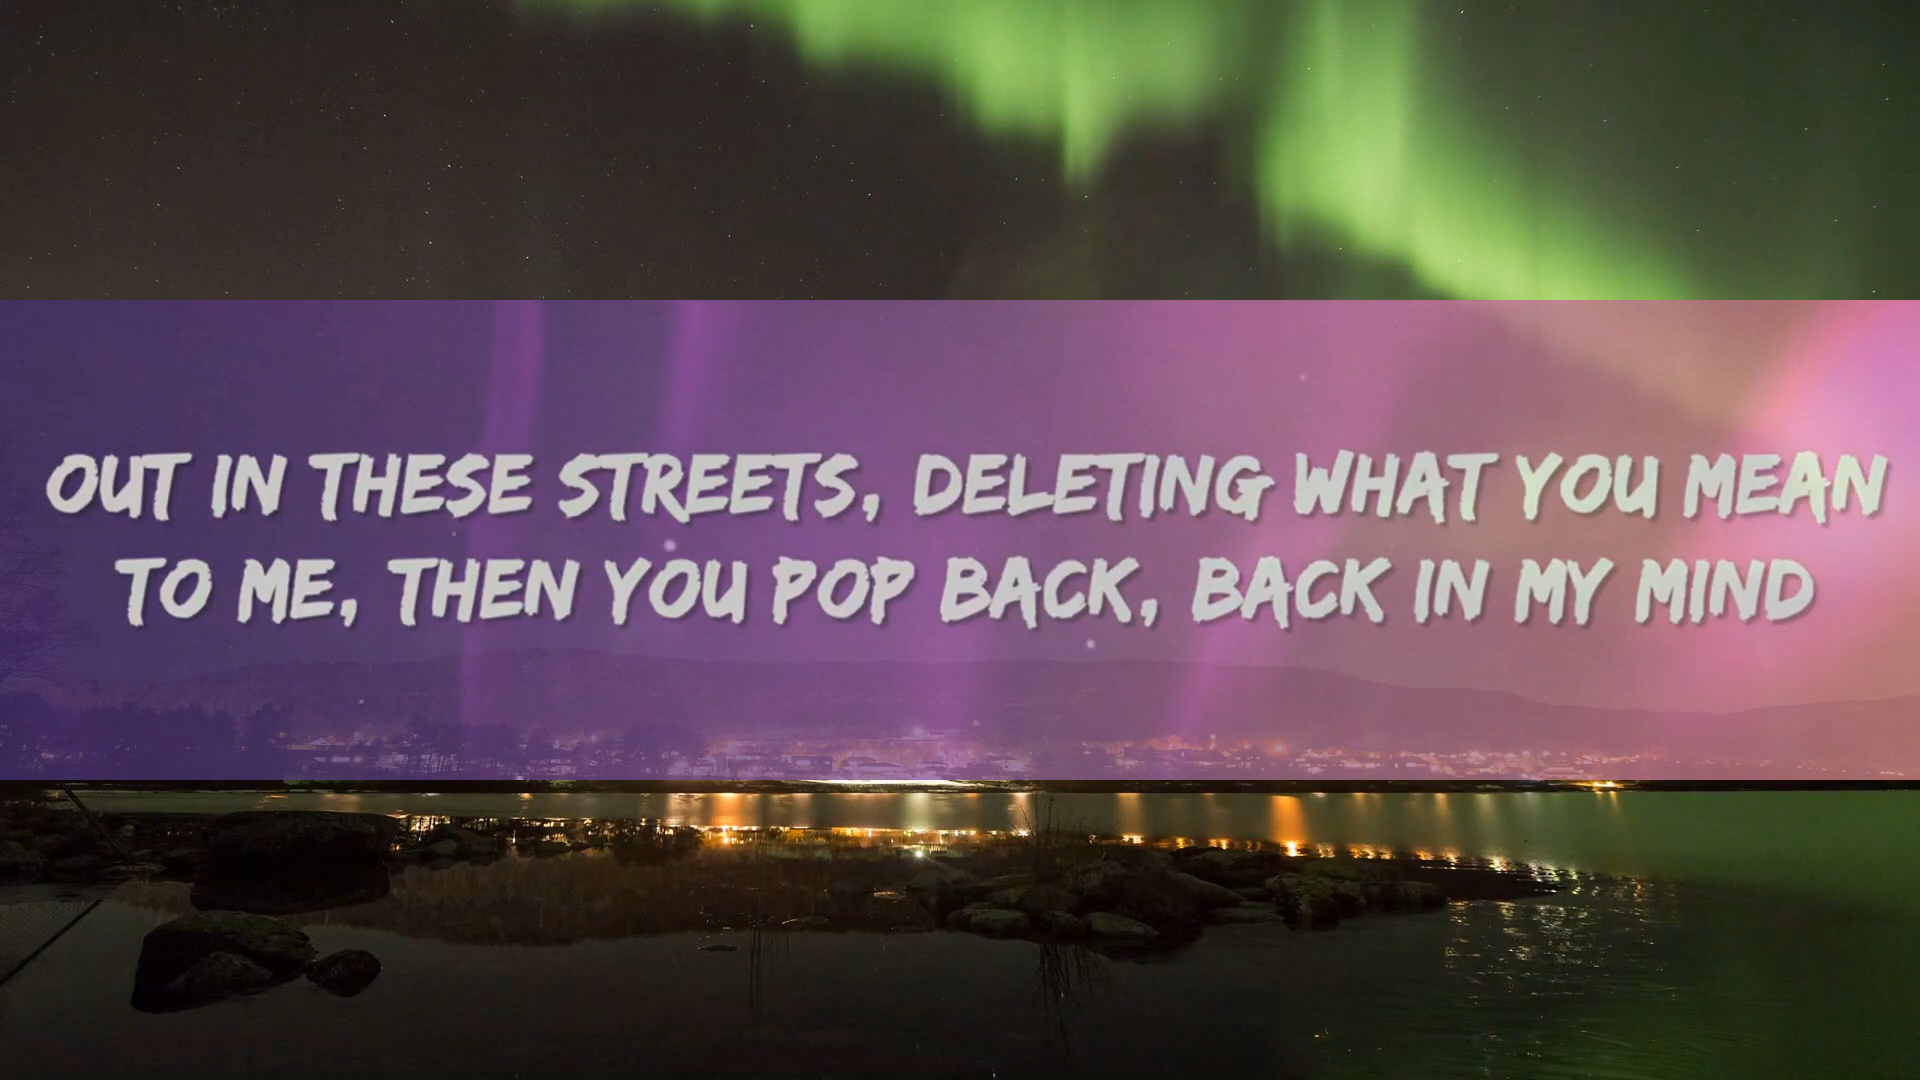 OUT IN THESE STREETS, DELETING WHAT YOU MEAN
TO ME, THEN YOU POP BACK, BACK IN MY MIND